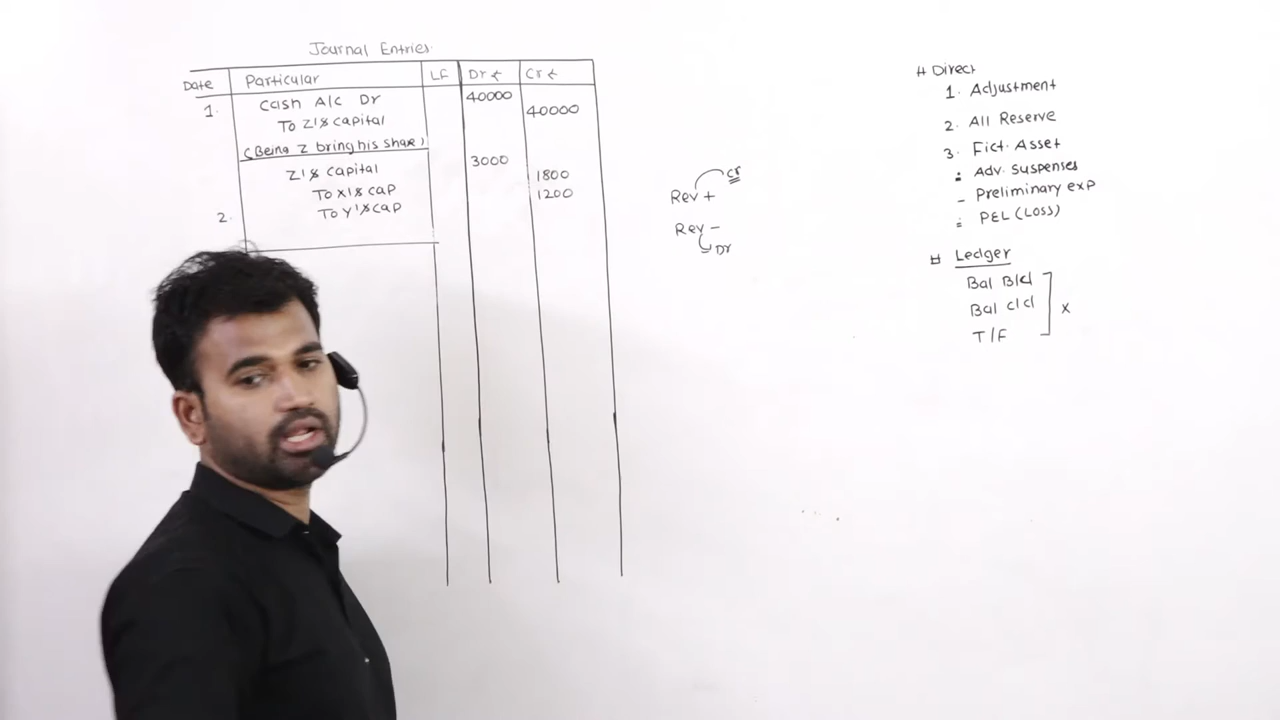 Journal Entries
Date Particular LF Dr ₹ Cr ₹
1. Cash A/c Dr 40000
To Z's capital 40000
(Being Z bring his share)
Z's capital 3000
To X's cap 1800
2. To Y's cap 1200
Rev + Cr
Rev -
Dr
# Direct
1. Adjustment
2. All Reserve
3. Fict. Asset
: Adv. Suspenses
- Preliminary exp
= P&L (Loss)
# Ledger
Bal B/d
Bal c/d x
T/F